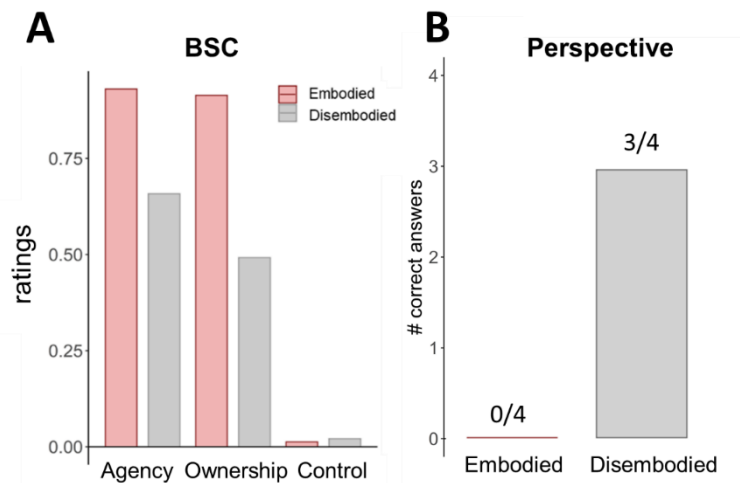 A
BSC
Embodied
Disembodied
ratings
0.75
0.50
0.25
0.00
Agency Ownership Control
B
Perspective
# correct answers
4
3
2
1
0
3/4
0/4
Embodied Disembodied